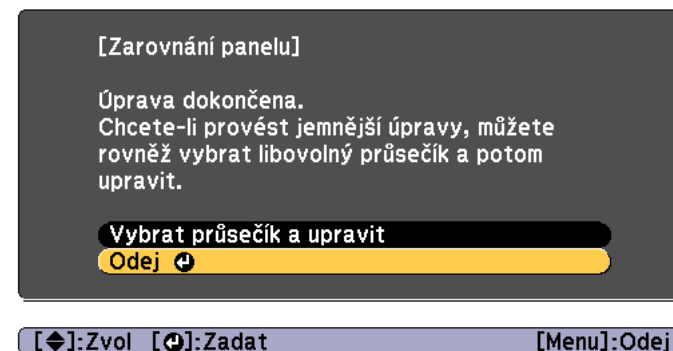 [Zarovnání panelu]
Úprava dokončena.
Chcete-li provést jemnější úpravy, můžete
rovněž vybrat libovolný průsečík a potom
upravit.
Vybrat průsečík a upravit
Odej
[◆]:Zvol [↵]:Zadat [Menu]:Odej